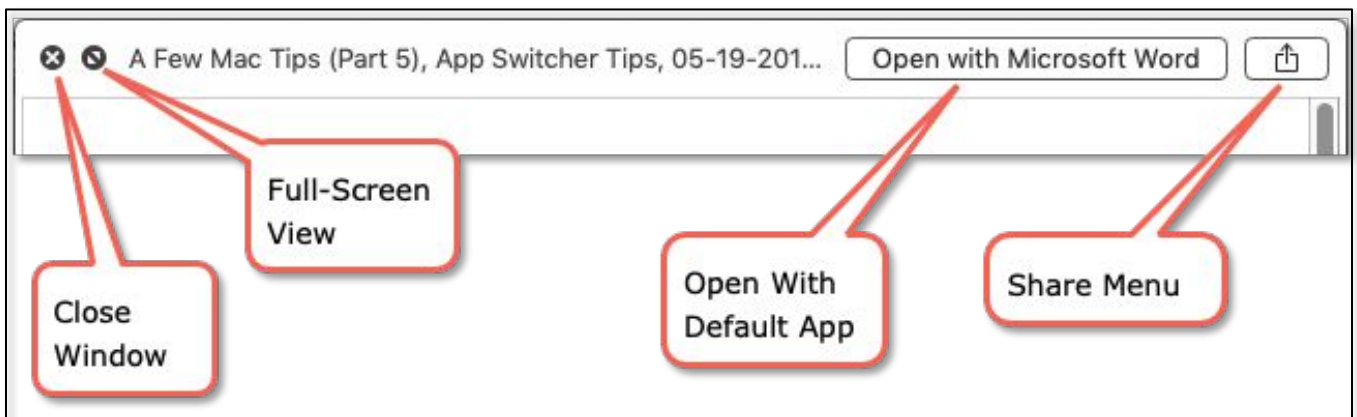 A Few Mac Tips (Part 5), App Switcher Tips, 05-19-201...
Open with Microsoft Word
Full-Screen
View
Close
Window
Open With
Default App
Share Menu